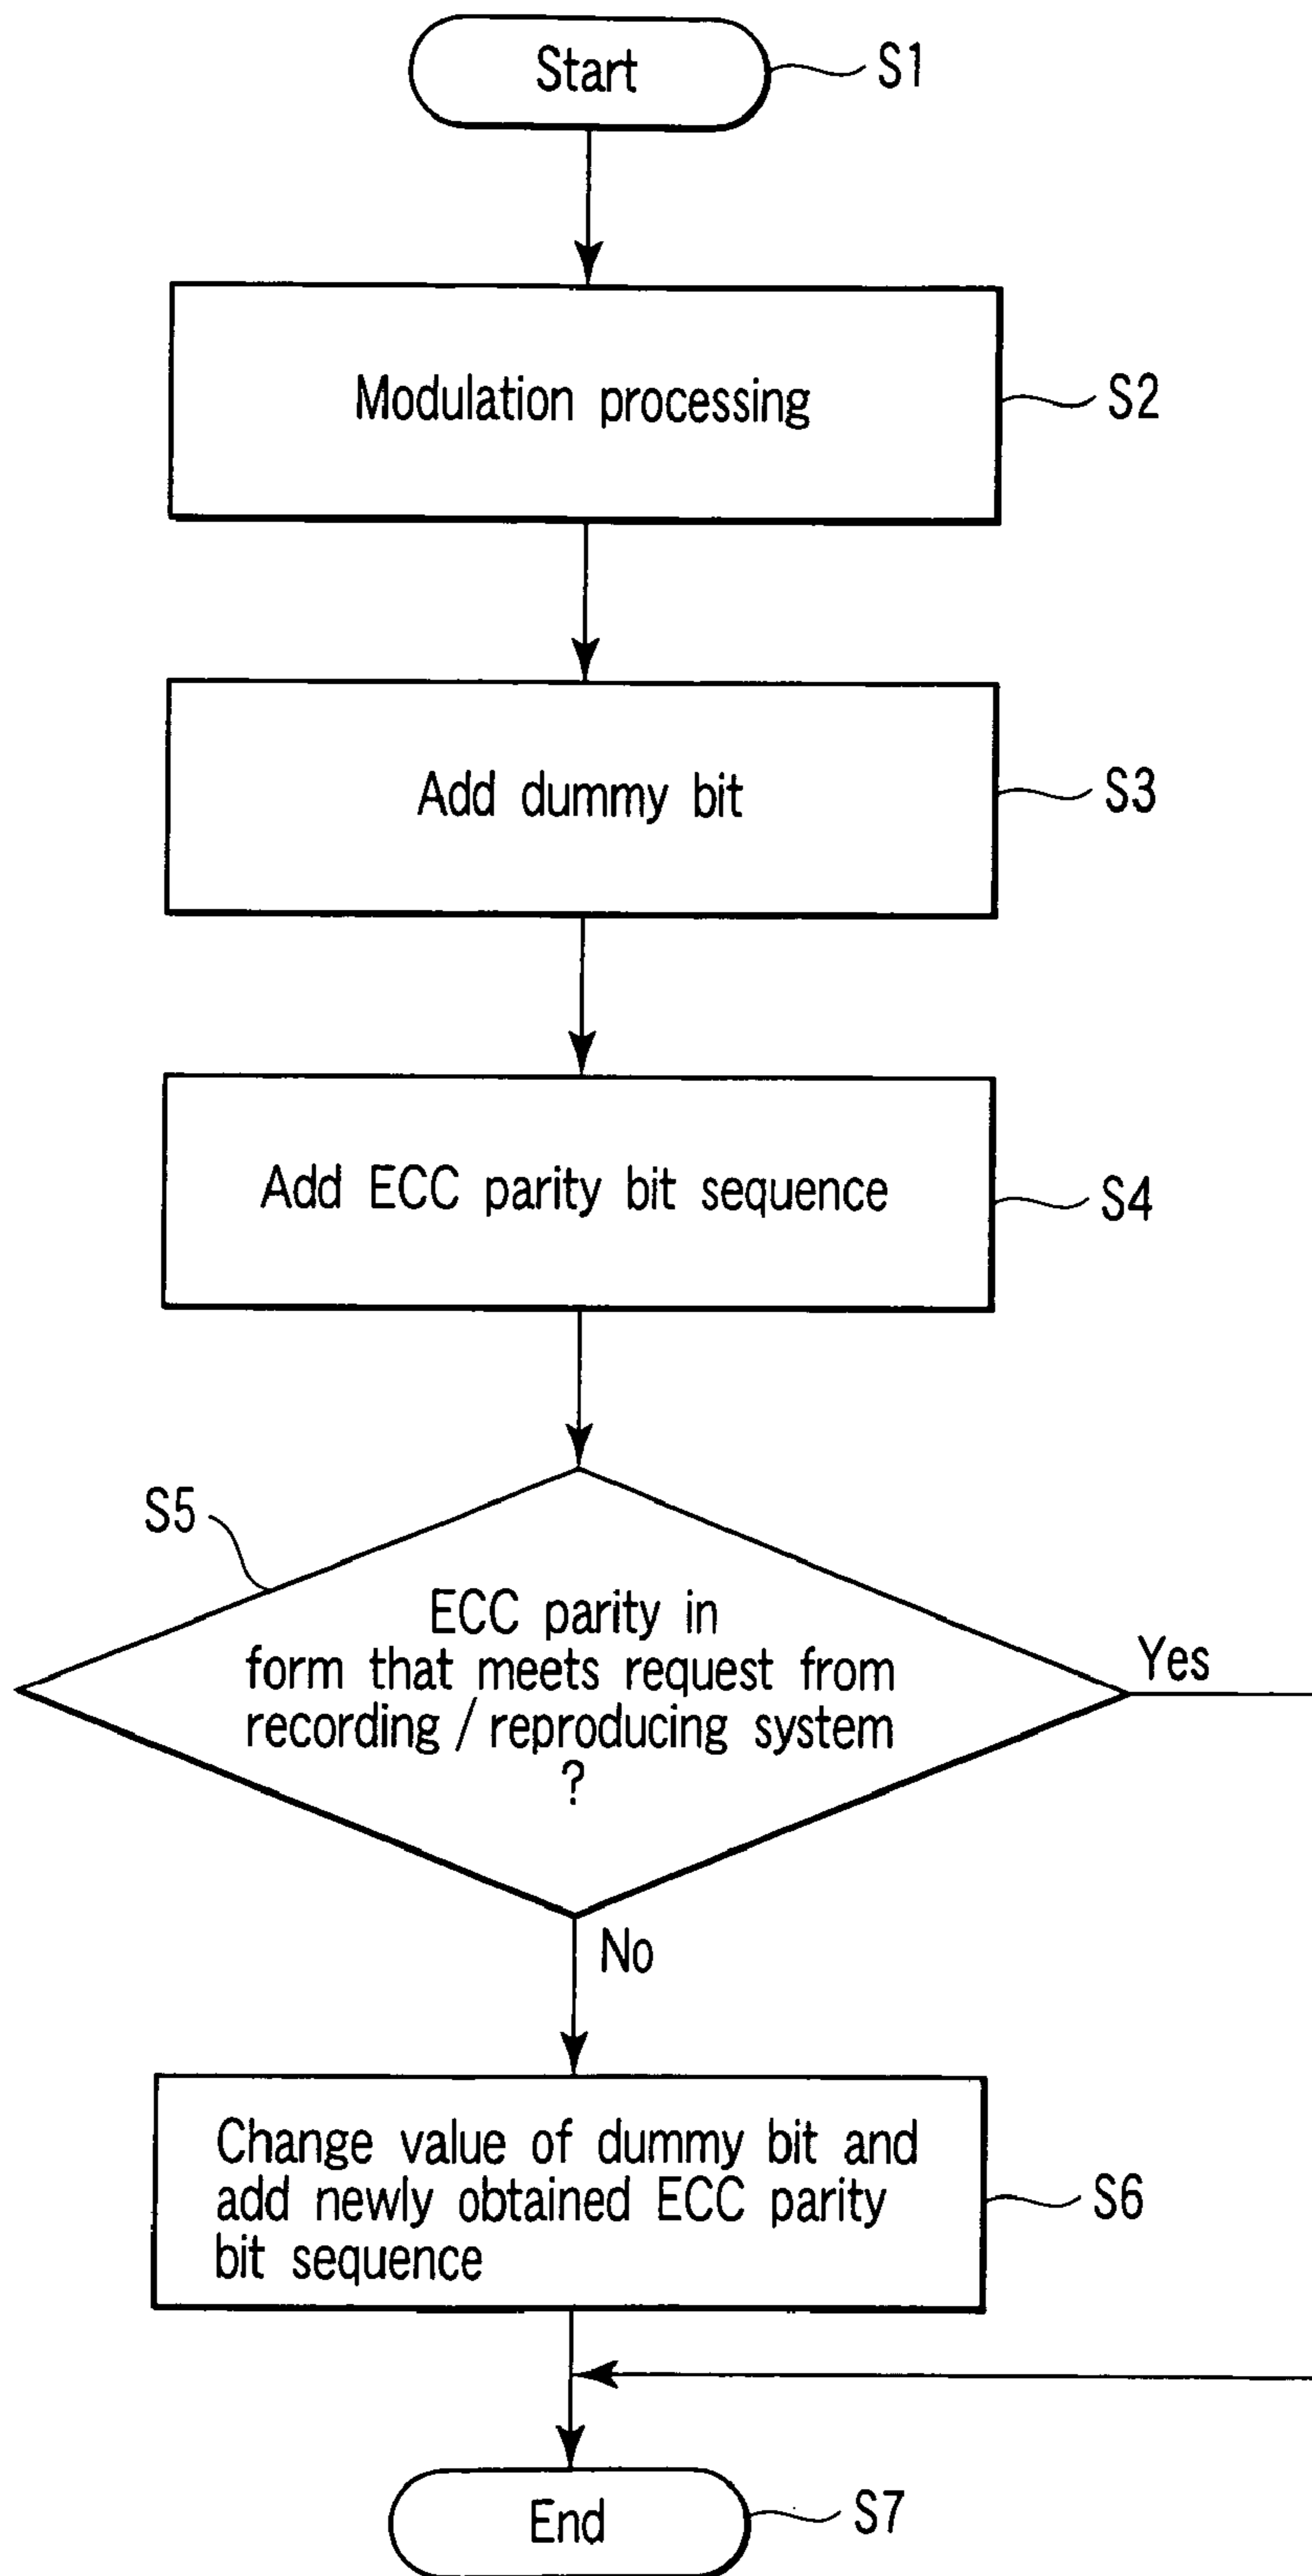 Start
S1
Modulation processing
S2
Add dummy bit
S3
Add ECC parity bit sequence
S4
S5
ECC parity in
form that meets request from
recording / reproducing system
?
Yes
No
Change value of dummy bit and
add newly obtained ECC parity
bit sequence
S6
End
S7